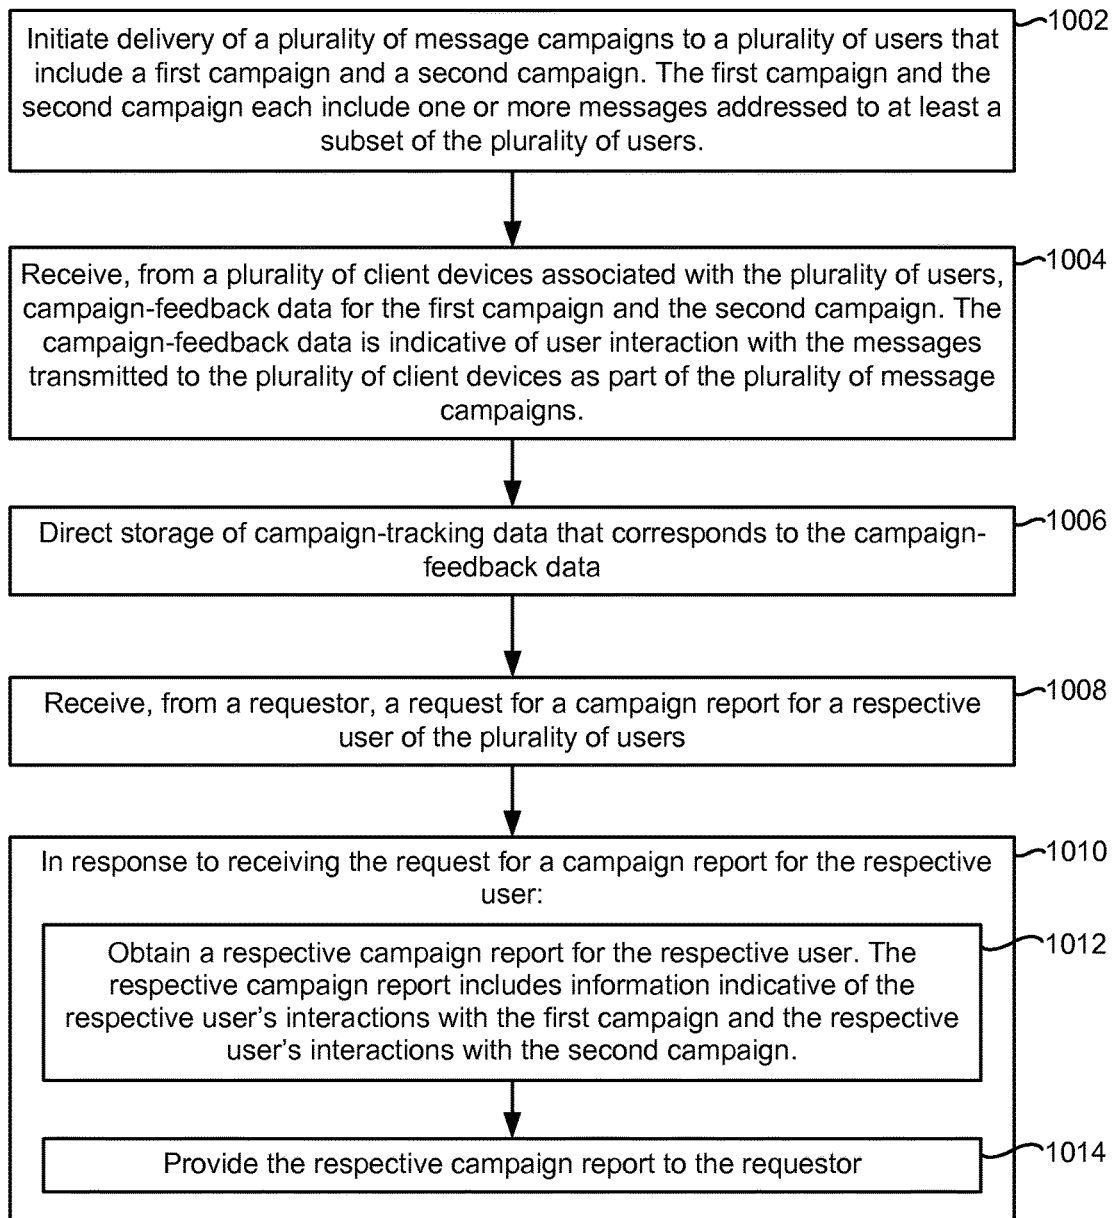 1002
Initiate delivery of a plurality of message campaigns to a plurality of users that
include a first campaign and a second campaign. The first campaign and the
second campaign each include one or more messages addressed to at least a
subset of the plurality of users.
1004
Receive, from a plurality of client devices associated with the plurality of users,
campaign-feedback data for the first campaign and the second campaign. The
campaign-feedback data is indicative of user interaction with the messages
transmitted to the plurality of client devices as part of the plurality of message
campaigns.
1006
Direct storage of campaign-tracking data that corresponds to the campaign-
feedback data
1008
Receive, from a requestor, a request for a campaign report for a respective
user of the plurality of users
1010
In response to receiving the request for a campaign report for the respective
user:
1012
Obtain a respective campaign report for the respective user. The
respective campaign report includes information indicative of the
respective user's interactions with the first campaign and the respective
user's interactions with the second campaign.
1014
Provide the respective campaign report to the requestor